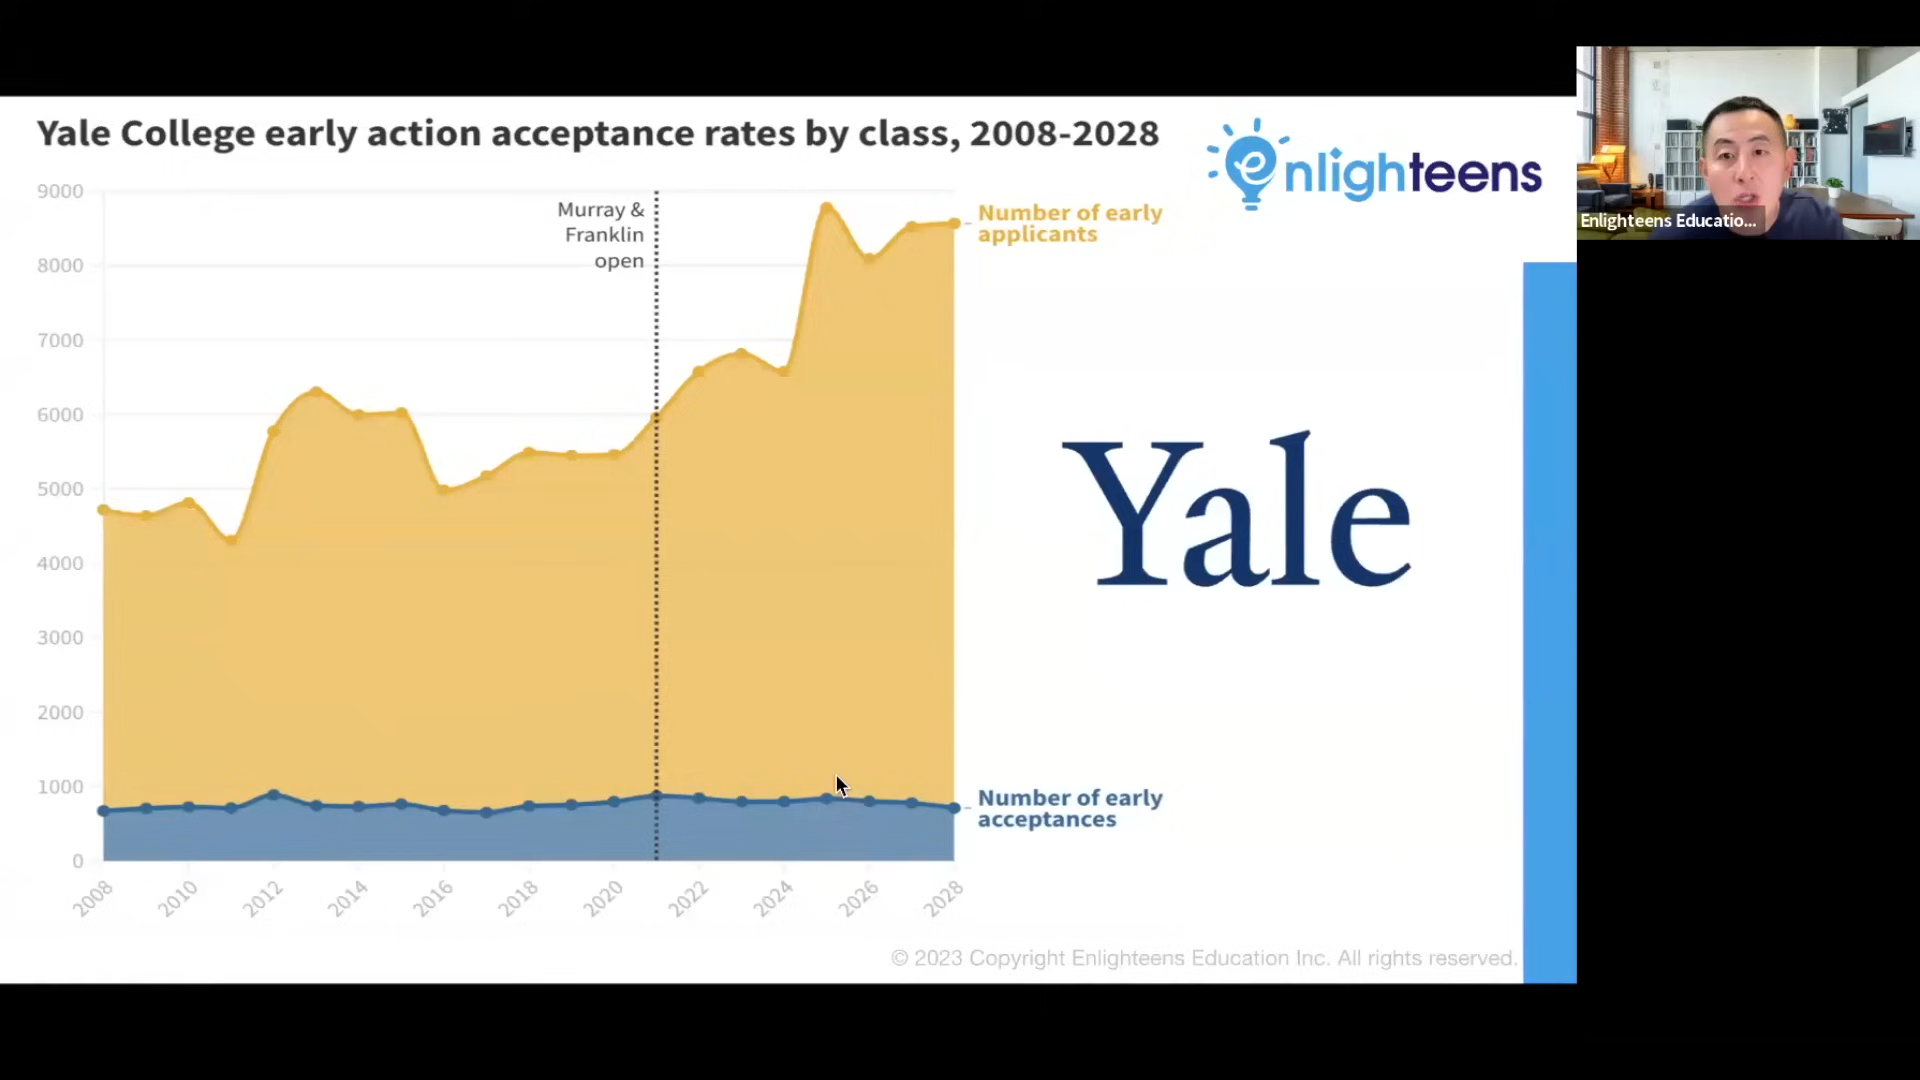 Yale College early action acceptance rates by class, 2008-2028
enlighteens
Enlighteens Educatio...
9000
8000
7000
6000
5000
4000
3000
2000
1000
0
Murray &
Franklin
open
Number of early
applicants
Yale
Number of early
acceptances
2008
2010
2012
2014
2016
2018
2020
2022
2024
2026
2028
© 2023 Copyright Enlighteens Education Inc. All rights reserved.